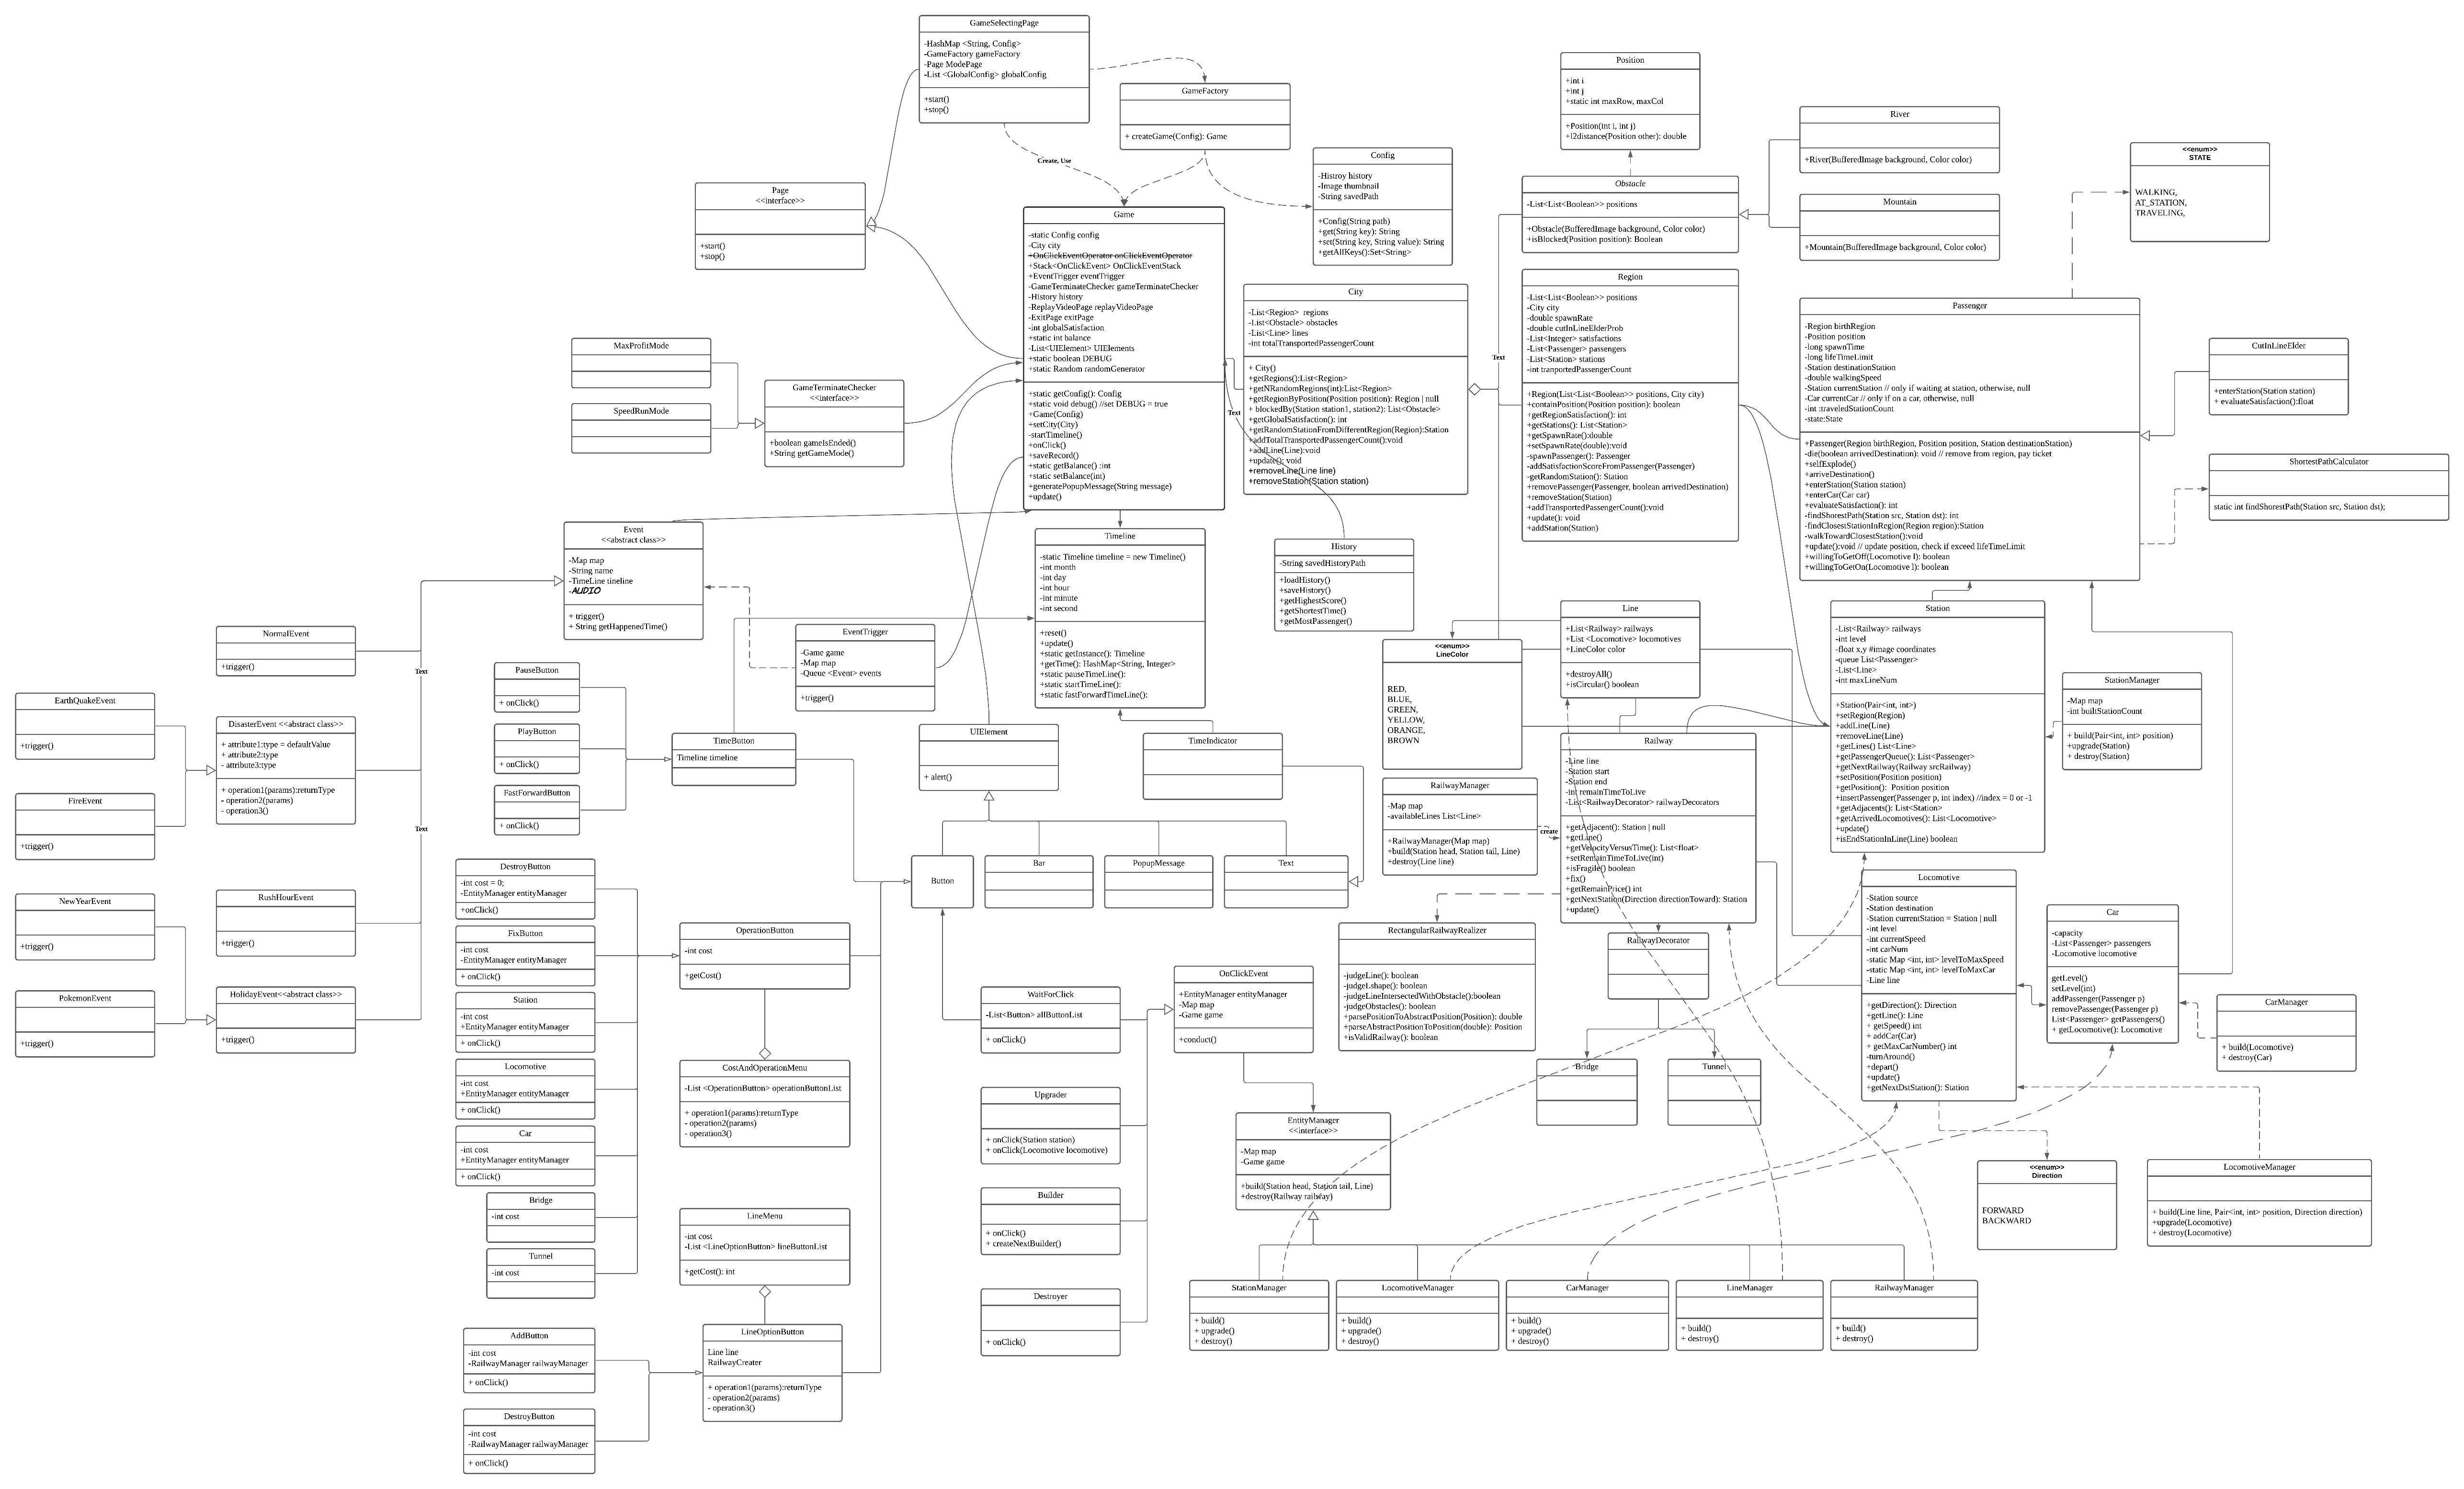 GameSelectingPage
-HashMap <String, Config>
-GameFactory gameFactory
-Page ModePage
-List <GlobalConfig> globalConfig
+start()
+stop()
GameFactory
+ createGame(Config): Game
Create, Use
Config
-Histroy history
-Image thumbnail
-String savedPath
+Config(String path)
+get(String key): String
+set(String key, String value): String
+getAllKeys():Set<String>
Position
+int i
+int j
+static int maxRow, maxCol
+Position(int i, int j)
+l2distance(Position other): double
Obstacle
-List<List<Boolean>> positions
+Obstacle(BufferedImage background, Color color)
+isBlocked(Position position): Boolean
River
+River(BufferedImage background, Color color)
Mountain
+Mountain(BufferedImage background, Color color)
<<enum>>
STATE
WALKING,
AT_STATION,
TRAVELING,
Page
<<interface>>
+start()
+stop()
Game
-static Config config
-City city
+OnClickEventOperator onClickEventOperator
+Stack<OnClickEvent> OnClickEventStack
+EventTrigger eventTrigger
-GameTerminateChecker gameTerminateChecker
-History history
-ReplayVideoPage replayVideoPage
-ExitPage exitPage
-int globalSatisfaction
+static int balance
-List<UIElement> UIElements
+static boolean DEBUG
+static Random randomGenerator
+static getConfig(): Config
+static void debug() //set DEBUG = true
+Game(Config)
+setCity(City)
-startTimeline()
+onClick()
+saveRecord()
+static getBalance() :int
+static setBalance(int)
+generatePopupMessage(String message)
+update()
City
-List<Region>  regions
-List<Obstacle> obstacles
-List<Line> lines
-int totalTransportedPassengerCount
+ City()
+getRegions():List<Region>
+getNRandomRegions(int):List<Region>
+getRegionByPosition(Position position): Region | null
+ blockedBy(Station station1, station2): List<Obstacle>
+getGlobalSatisfaction(): int
+getRandomStationFromDifferentRegion(Region):Station
+addTotalTransportedPassengerCount():void
+addLine(Line):void
+update(): void
+removeLine(Line line)
+removeStation(Station station)
Text
Text
Region
-List<List<Boolean>> positions
-City city
-double spawnRate
-double cutInLineElderProb
-List<Integer> satisfactions
-List<Passenger> passengers
-List<Station> stations
-int tranportedPassengerCount
+Region(List<List<Boolean>> positions, City city)
+containPosition(Position position): boolean
+getRegionSatisfaction(): int
+getStations(): List<Station>
+getSpawnRate():double
+setSpawnRate(double):void
-spawnPassenger(): Passenger
-addSatisfactionScoreFromPassenger(Passenger)
-getRandomStation(): Station
+removePassenger(Passenger, boolean arrivedDestination)
+removeStation(Station)
+addTransportedPassengerCount():void
+update(): void
+addStation(Station)
Passenger
-Region birthRegion
-Position position
-long spawnTime
-long lifeTimeLimit
-Station destinationStation
-double walkingSpeed
-Station currentStation // only if waiting at station, otherwise, null
-Car currentCar // only if on a car, otherwise, null
-int :traveledStationCount
-state:State
+Passenger(Region birthRegion, Position position, Station destinationStation)
-die(boolean arrivedDestination): void // remove from region, pay ticket
+selfExplode()
+arriveDestination()
+enterStation(Station station)
+enterCar(Car car)
+evaluateSatisfaction(): int
-findShorestPath(Station src, Station dst): int
-findClosestStationInRegion(Region region):Station
-walkTowardClosestStation():void
+update():void // update position, check if exceed lifeTimeLimit
+willingToGetOff(Locomotive l): boolean
+willingToGetOn(Locomotive l): boolean
CutInLineElder
+enterStation(Station station)
+ evaluateSatisfaction():float
ShortestPathCalculator
static int findShorestPath(Station src, Station dst);
MaxProfitMode
SpeedRunMode
GameTerminateChecker
<<interface>>
+boolean gameIsEnded()
+String getGameMode()
Event
<<abstract class>>
-Map map
-String name
-TimeLine tineline
-AUDIO
+ trigger()
+ String getHappenedTime()
Timeline
-static Timeline timeline = new Timeline()
-int month
-int day
-int hour
-int minute
-int second
+reset()
+update()
+static getInstance(): Timeline
+getTime(): HashMap<String, Integer>
+static pauseTimeLine():
+static startTimeLine():
+static fastForwardTimeLine():
History
-String savedHistoryPath
+loadHistory()
+saveHistory()
+getHighestScore()
+getShortestTime()
+getMostPassenger()
EventTrigger
-Game game
-Map map
-Queue <Event> events
+trigger()
<<enum>>
LineColor
RED,
BLUE,
GREEN,
YELLOW,
ORANGE,
BROWN
Line
+List<Railway> railways
+List <Locomotive> locomotives
+LineColor color
+destroyAll()
+isCircular() boolean
Station
-List<Railway> railways
-int level
-float x,y #image coordinates
-queue List<Passenger>
-List<Line>
-int maxLineNum
+Station(Pair<int, int>)
+setRegion(Region)
+addLine(Line)
+removeLine(Line)
+getLines() List<Line>
+getPassengerQueue(): List<Passenger>
+getNextRailway(Railway srcRailway)
+setPosition(Position position)
+getPosition():  Position position
+insertPassenger(Passenger p, int index) //index = 0 or -1
+getAdjacents(): List<Station>
+getArrivedLocomotives(): List<Locomotive>
+update()
+isEndStationInLine(Line) boolean
StationManager
-Map map
-int builtStationCount
+ build(Pair<int, int> position)
+upgrade(Station)
+ destroy(Station)
NormalEvent
+trigger()
Text
EarthQuakeEvent
+trigger()
DisasterEvent <<abstract class>>
+ attribute1:type = defaultValue
+ attribute2:type
- attribute3:type
+ operation1(params):returnType
- operation2(params)
- operation3()
FireEvent
+trigger()
Text
NewYearEvent
+trigger()
RushHourEvent
+trigger()
PokemonEvent
+trigger()
HolidayEvent<<abstract class>>
+trigger()
PauseButton
+ onClick()
PlayButton
+ onClick()
FastForwardButton
+ onClick()
TimeButton
Timeline timeline
UIElement
+ alert()
TimeIndicator
Button
Bar
PopupMessage
Text
RailwayManager
-Map map
-availableLines List<Line>
+RailwayManager(Map map)
+build(Station head, Station tail, Line)
+destroy(Line line)
create
Railway
-Line line
-Station start
-Station end
-int remainTimeToLive
-List<RailwayDecorator> railwayDecorators
+getAdjacent(): Station | null
+getLine()
+getVelocityVersusTime(): List<float>
+setRemainTimeToLive(int)
+isFragile() boolean
+fix()
+getRemainPrice() int
+getNextStation(Direction directionToward): Station
+update()
DestroyButton
-int cost = 0;
-EntityManager entityManager
+onClick()
FixButton
-int cost
-EntityManager entityManager
+ onClick()
Station
-int cost
+EntityManager entityManager
+ onClick()
Locomotive
-int cost
+EntityManager entityManager
+ onClick()
Car
-int cost
+EntityManager entityManager
+ onClick()
Bridge
-int cost
Tunnel
-int cost
OperationButton
-int cost
+getCost()
CostAndOperationMenu
-List <OperationButton> operationButtonList
+ operation1(params):returnType
- operation2(params)
- operation3()
LineMenu
-int cost
-List <LineOptionButton> lineButtonList
+getCost(): int
LineOptionButton
Line line
RailwayCreater
+ operation1(params):returnType
- operation2(params)
- operation3()
AddButton
-int cost
-RailwayManager railwayManager
+ onClick()
DestroyButton
-int cost
-RailwayManager railwayManager
+ onClick()
WaitForClick
-List<Button> allButtonList
+ onClick()
Upgrader
+ onClick(Station station)
+ onClick(Locomotive locomotive)
Builder
+ onClick()
+ createNextBuilder()
Destroyer
+ onClick()
OnClickEvent
+EntityManager entityManager
-Map map
-Game game
+conduct()
EntityManager
<<interface>>
-Map map
-Game game
+build(Station head, Station tail, Line)
+destroy(Railway railway)
RectangularRailwayRealizer
-judgeLine(): boolean
-judgeLshape(): boolean
-judgeLineIntersectedWithObstacle():boolean
-judgeObstacles(): boolean
+parsePositionToAbstractPosition(Position): double
+parseAbstractPositionToPosition(double): Position
+isValidRailway(): boolean
RailwayDecorator
Bridge
Tunnel
Locomotive
-Station source
-Station destination
-Station currentStation = Station | null
-int level
-int currentSpeed
-int carNum
-static Map <int, int> levelToMaxSpeed
-static Map <int, int> levelToMaxCar
-Line line
+getDirection(): Direction
+getLine(): Line
+ getSpeed() int
+ addCar(Car)
+ getMaxCarNumber() int
-turnAround()
+depart()
+update()
+getNextDstStation(): Station
Car
-capacity
-List<Passenger> passengers
-Locomotive locomotive
getLevel()
setLevel(int)
addPassenger(Passenger p)
removePassenger(Passenger p)
List<Passenger> getPassengers()
+ getLocomotive(): Locomotive
CarManager
+ build(Locomotive)
+ destroy(Car)
<<enum>>
Direction
FORWARD
BACKWARD
LocomotiveManager
+ build(Line line, Pair<int, int> position, Direction direction)
+upgrade(Locomotive)
+ destroy(Locomotive)
StationManager
+ build()
+ upgrade()
+ destroy()
LocomotiveManager
+ build()
+ upgrade()
+ destroy()
CarManager
+ build()
+ upgrade()
+ destroy()
LineManager
+ build()
+ destroy()
RailwayManager
+ build()
+ destroy()